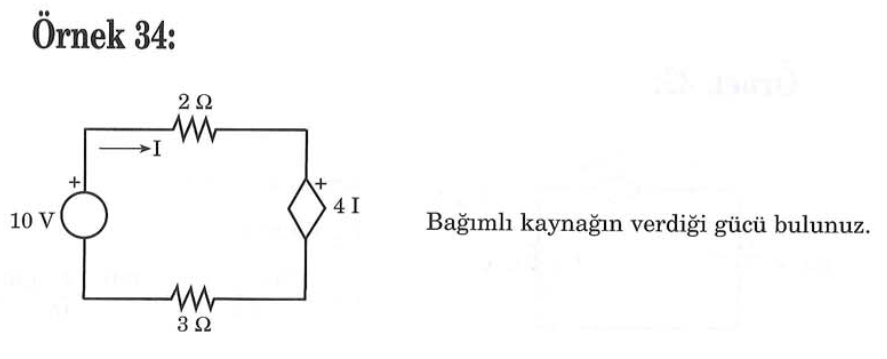 Örnek 34:
2 Ω
I
+
+
10 V
4 I
Bağımlı kaynağın verdiği gücü bulunuz.
3 Ω